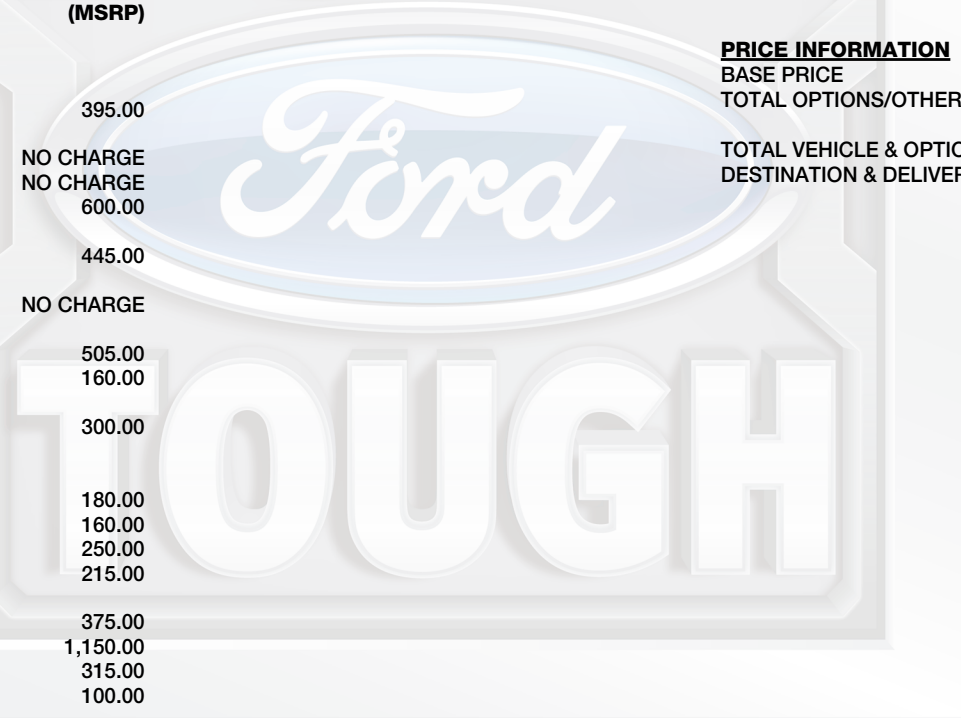 (MSRP)
395.00
NO CHARGE
NO CHARGE
600.00
445.00
NO CHARGE
505.00
160.00
300.00
180.00
160.00
250.00
215.00
375.00
1,150.00
315.00
100.00
PRICE INFORMATION
BASE PRICE
TOTAL OPTIONS/OTHER
TOTAL VEHICLE & OPTIO
DESTINATION & DELIVER
Ford
TOUGH